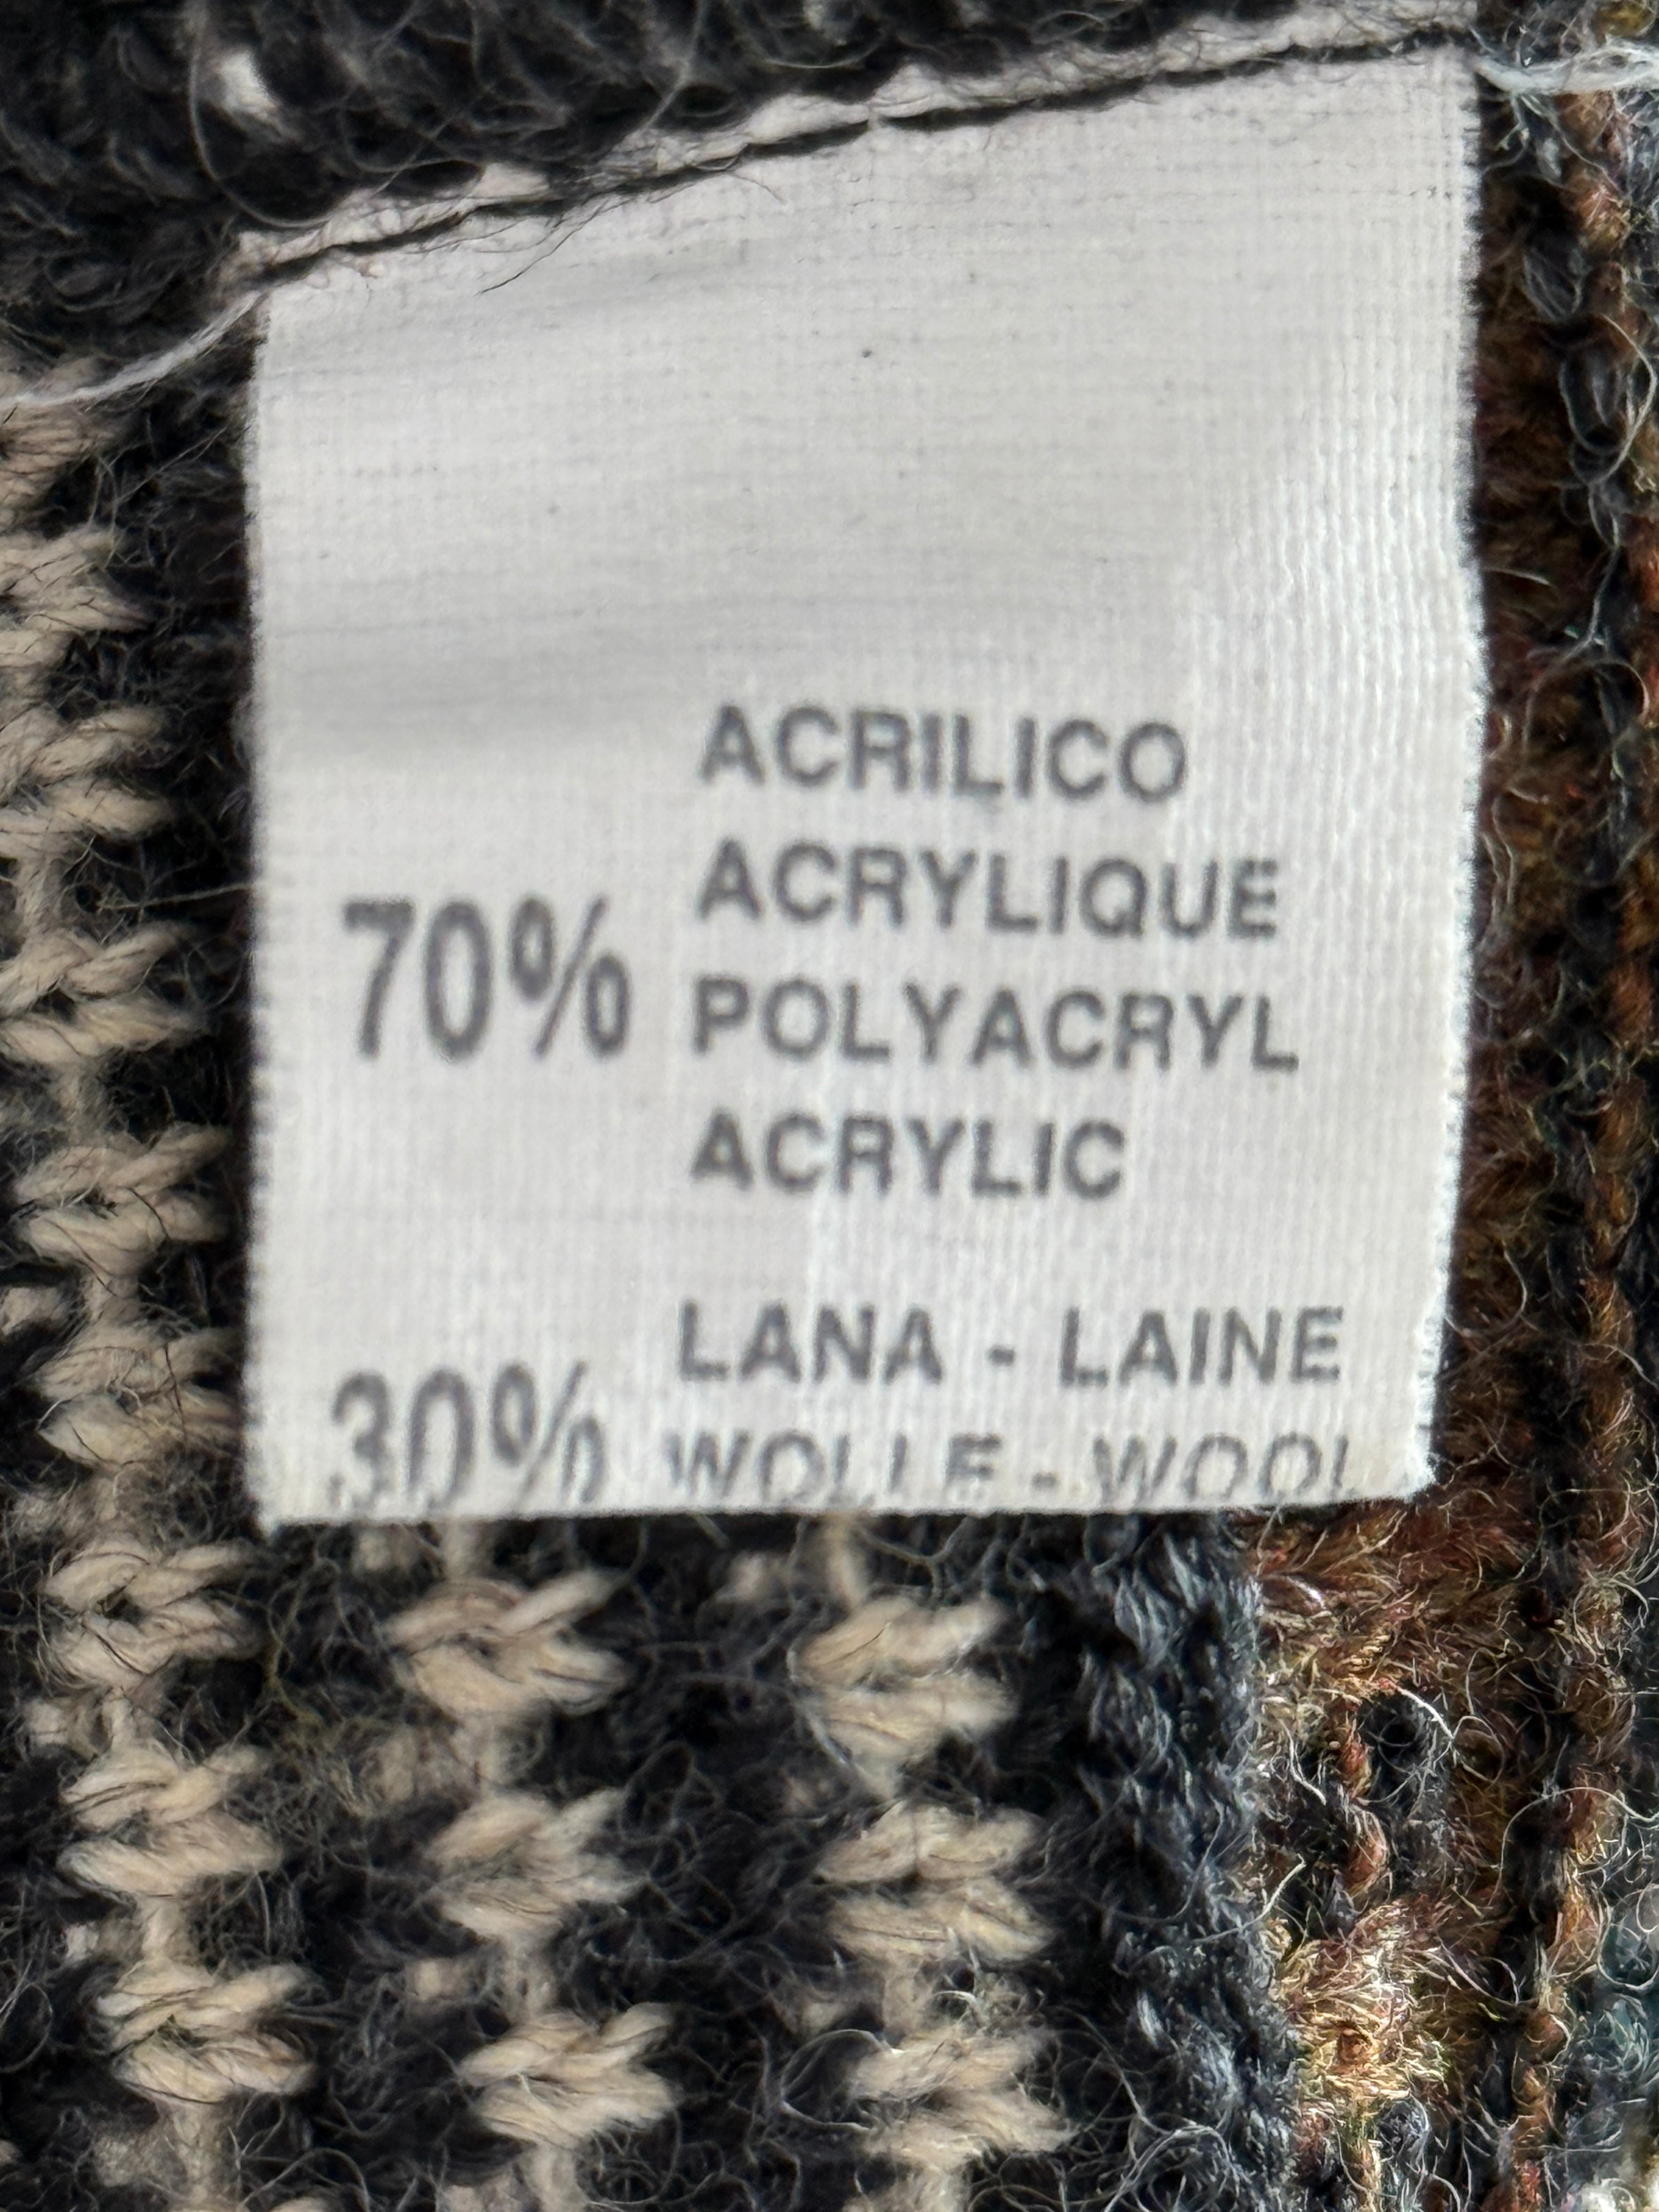 ACRILICO
ACRYLIQUE
70% POLYACRYL
ACRYLIC
LANA - LAINE
30% WOLLE - WOOL